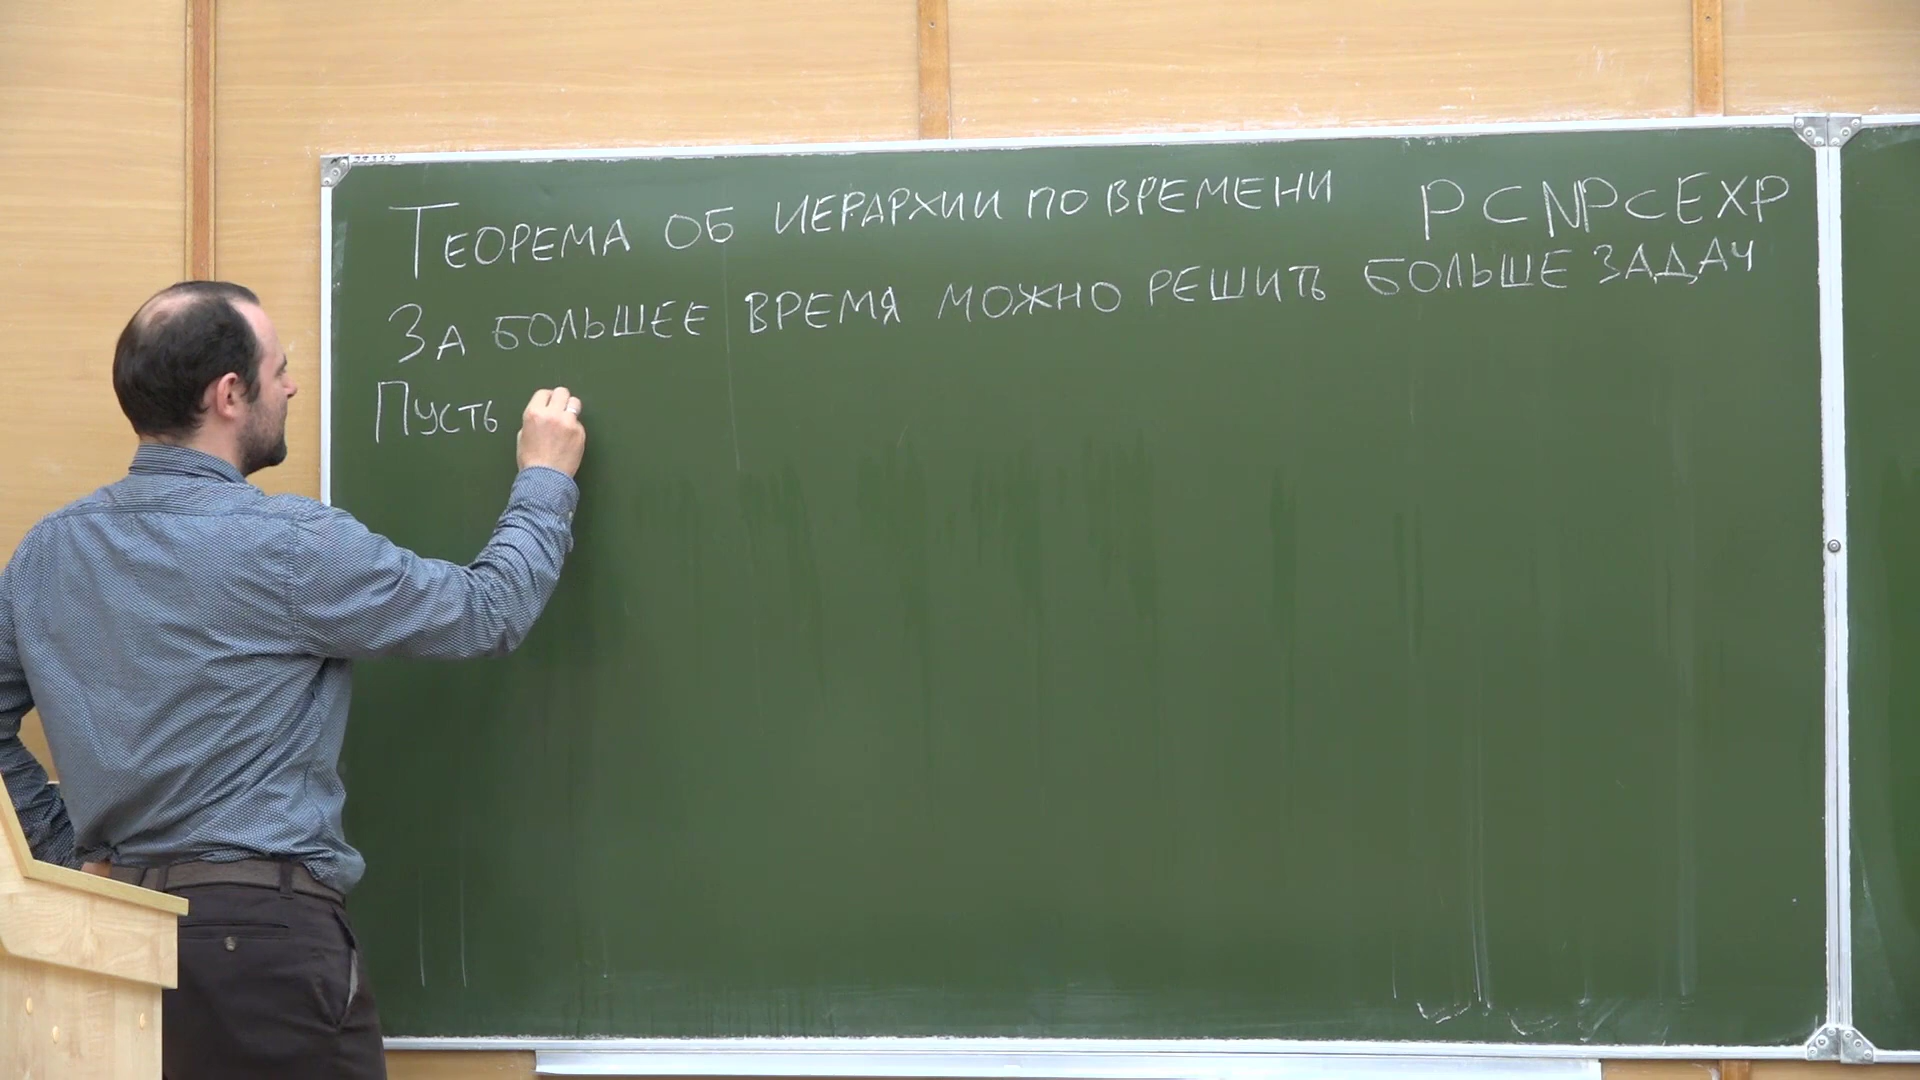 Теорема об иерархии по времени P ⊂ NP ⊂ EXP
За большее время можно решить больше задач
Пусть